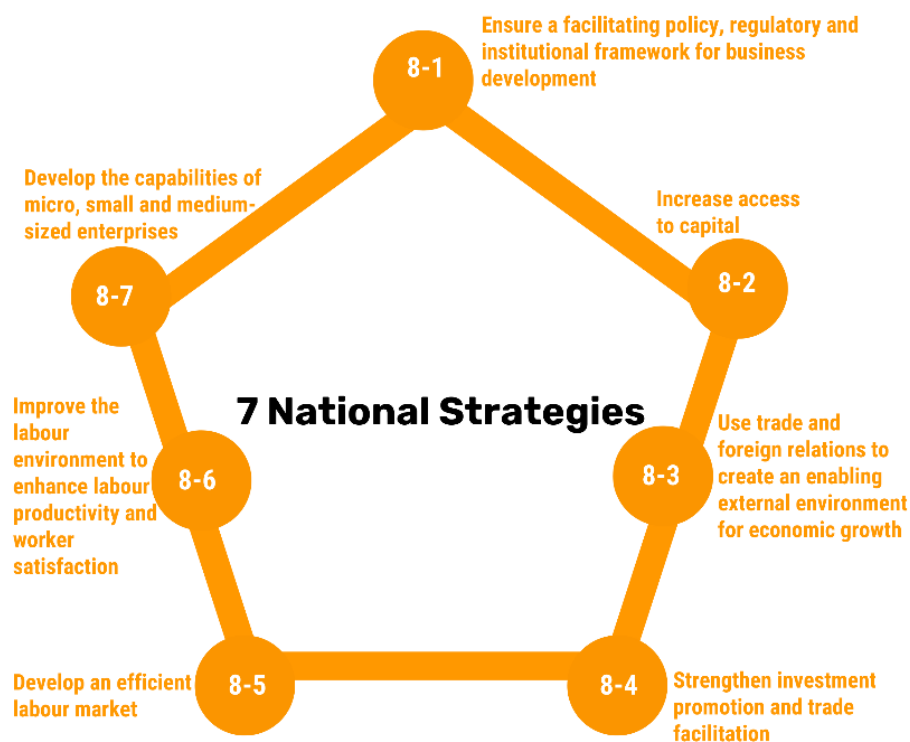 Ensure a facilitating policy, regulatory and
institutional framework for business
development
8-1
Develop the capabilities of
micro, small and medium-
sized enterprises
Increase access
to capital
8-7
8-2
7 National Strategies
Improve the
labour
environment to
enhance labour
productivity and
worker
satisfaction
8-6
8-3
Use trade and
foreign relations to
create an enabling
external environment
for economic growth
Develop an efficient
labour market
8-5
8-4
Strengthen investment
promotion and trade
facilitation